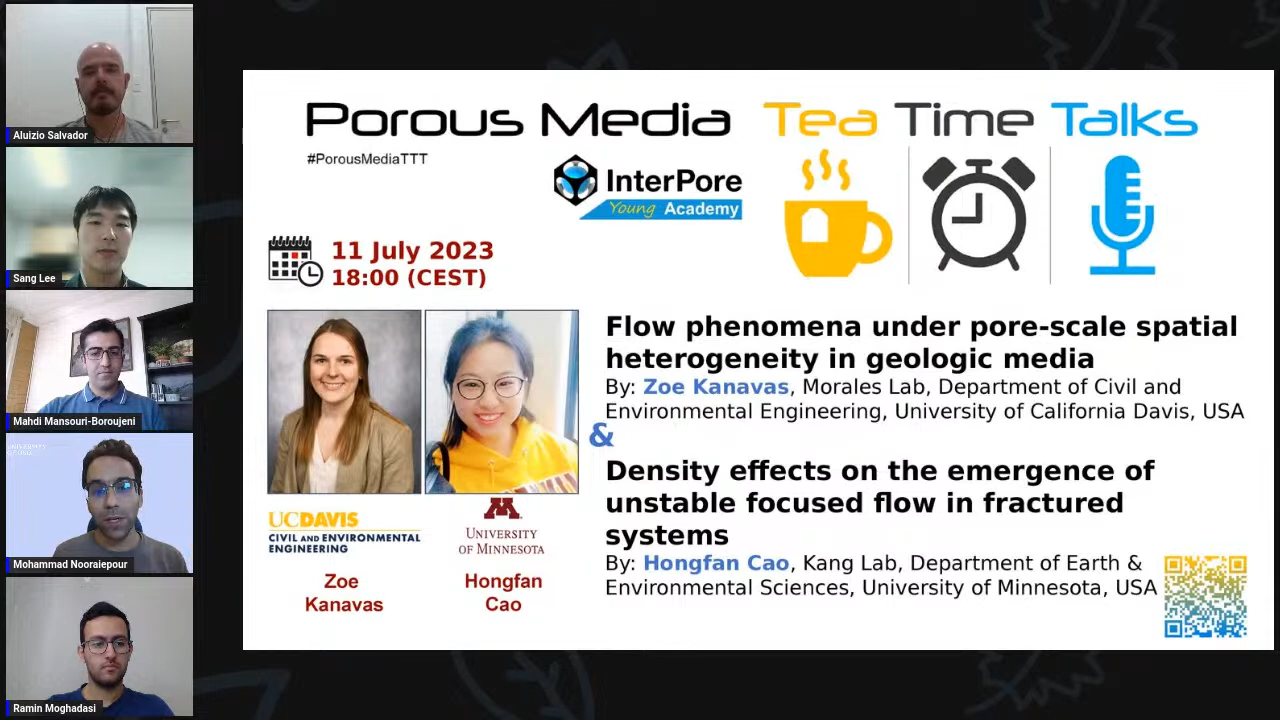 Aluizio Salvador
Sang Lee
Mahdi Mansouri-Boroujeni
Mohammad Nooraiepour
Ramin Moghadasi
Porous Media Tea Time Talks
#PorousMediaTTT
InterPore
Young Academy
11 July 2023
18:00 (CEST)
Flow phenomena under pore-scale spatial
heterogeneity in geologic media
By: Zoe Kanavas, Morales Lab, Department of Civil and
Environmental Engineering, University of California Davis, USA
&
Density effects on the emergence of
unstable focused flow in fractured
systems
By: Hongfan Cao, Kang Lab, Department of Earth &
Environmental Sciences, University of Minnesota, USA
UCDAVIS
CIVIL AND ENVIRONMENTAL
ENGINEERING
Zoe
Kanavas
M
UNIVERSITY
OF MINNESOTA
Hongfan
Cao